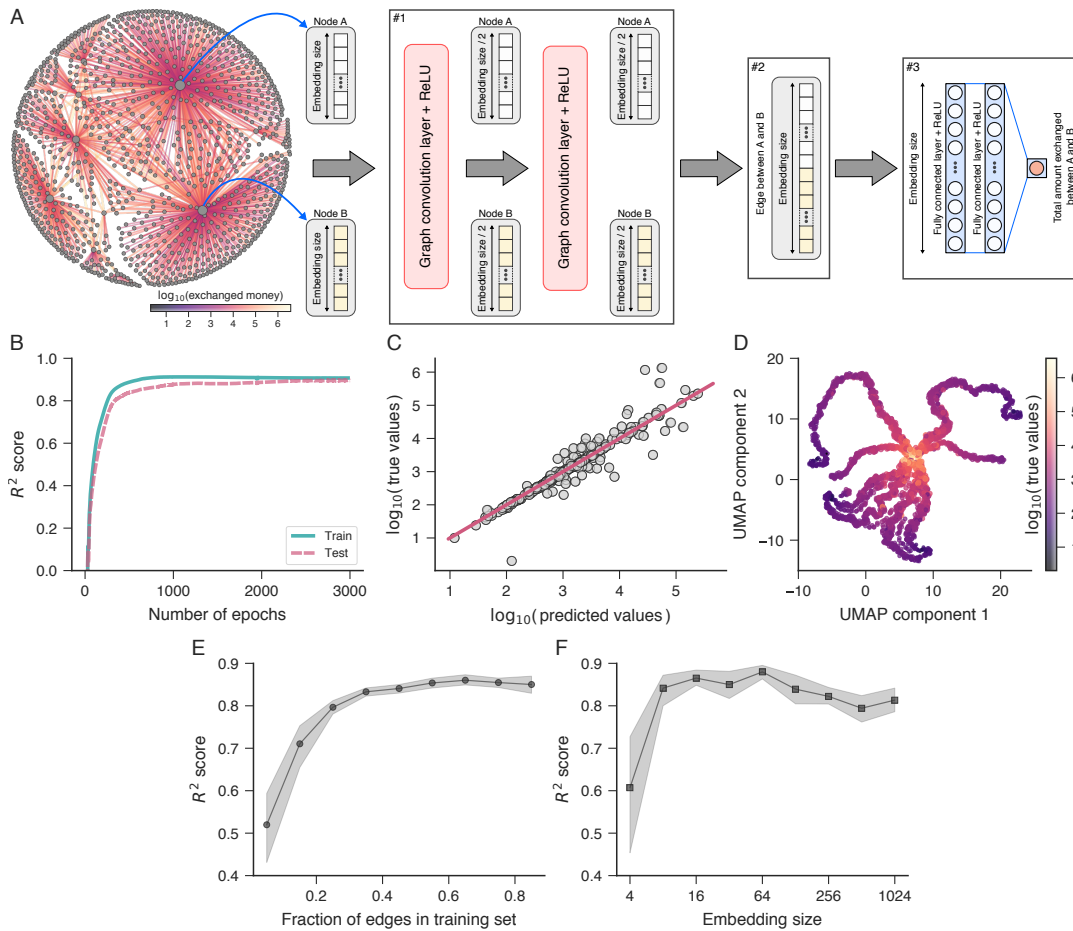 A
log10(exchanged money)
1 2 3 4 5 6
Node A
Embedding size
Node B
Embedding size
#1
Graph convolution layer + ReLU
Node A
Embedding size / 2
Node B
Embedding size / 2
Graph convolution layer + ReLU
Node A
Embedding size / 2
Node B
Embedding size / 2
#2
Edge between A and B
Embedding size
#3
Embedding size
Fully connected layer + ReLU
Fully connected layer + ReLU
Total amount exchanged
between A and B
B
1.0
0.8
0.6
0.4
0.2
0.0
R² score
Train
Test
0 1000 2000 3000
Number of epochs
C
6
5
4
3
2
1
log10(true values)
1 2 3 4 5
log10(predicted values)
D
20
10
0
−10
UMAP component 2
−10 0 10 20
UMAP component 1
6
5
4
3
2
1
log10(true values)
E
0.9
0.8
0.7
0.6
0.5
0.4
R² score
0.2 0.4 0.6 0.8
Fraction of edges in training set
F
0.9
0.8
0.7
0.6
0.5
0.4
R² score
4 16 64 256 1024
Embedding size